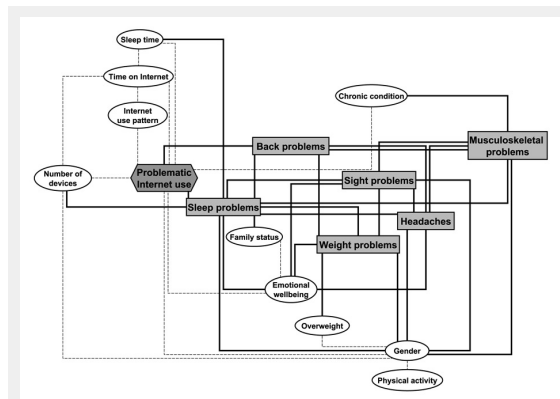 Sleep time
Time on Internet
Chronic condition
Internet
use pattern
Back problems
Musculoskeletal
problems
Number of
devices
Problematic
Internet use
Sight problems
Sleep problems
Headaches
Family status
Weight problems
Emotional
wellbeing
Overweight
Gender
Physical activity